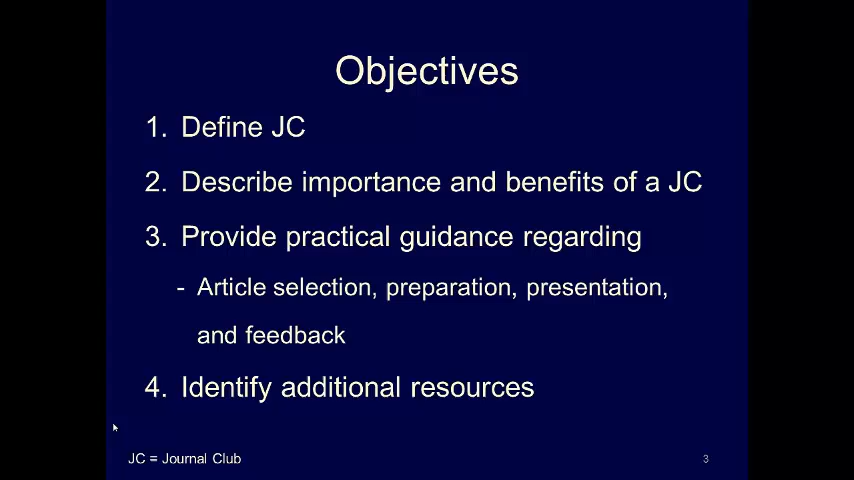 Objectives
1. Define JC
2. Describe importance and benefits of a JC
3. Provide practical guidance regarding
- Article selection, preparation, presentation,
and feedback
4. Identify additional resources
JC = Journal Club
3